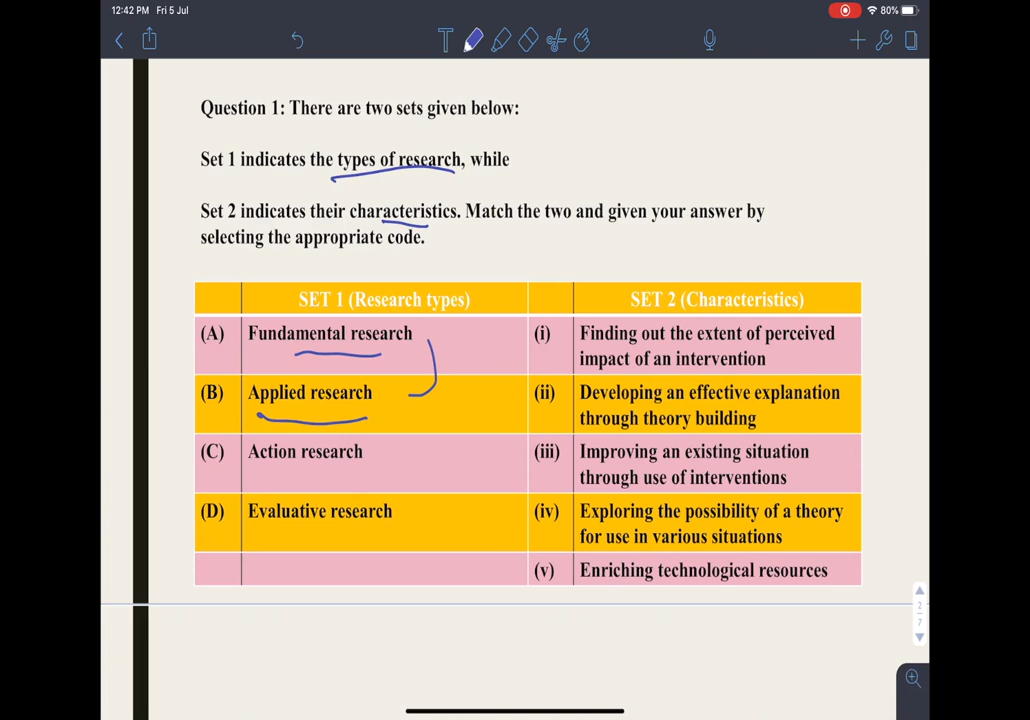 12:42 PM Fri 5 Jul
80%
Question 1: There are two sets given below:
Set 1 indicates the types of research, while
Set 2 indicates their characteristics. Match the two and given your answer by
selecting the appropriate code.
SET 1 (Research types)
SET 2 (Characteristics)
(A) Fundamental research
(i) Finding out the extent of perceived
impact of an intervention
(B) Applied research
(ii) Developing an effective explanation
through theory building
(C) Action research
(iii) Improving an existing situation
through use of interventions
(D) Evaluative research
(iv) Exploring the possibility of a theory
for use in various situations
(v) Enriching technological resources
2
7